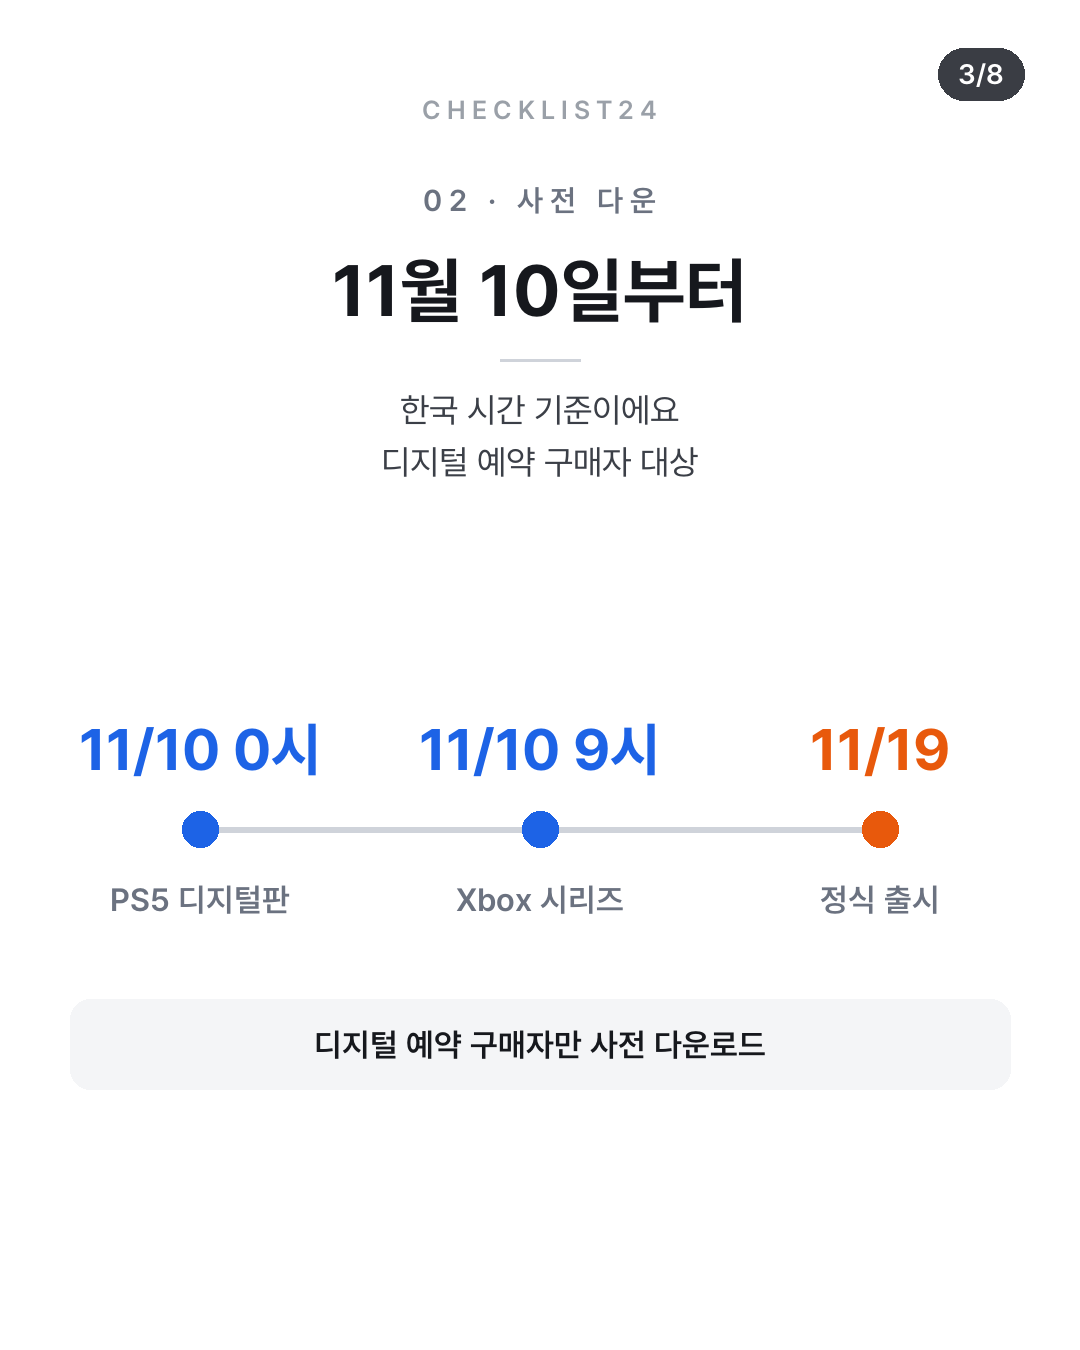 3/8
CHECKLIST24
02 · 사전 다운
11월 10일부터
한국 시간 기준이에요
디지털 예약 구매자 대상
11/10 0시
11/10 9시
11/19
PS5 디지털판
Xbox 시리즈
정식 출시
디지털 예약 구매자만 사전 다운로드